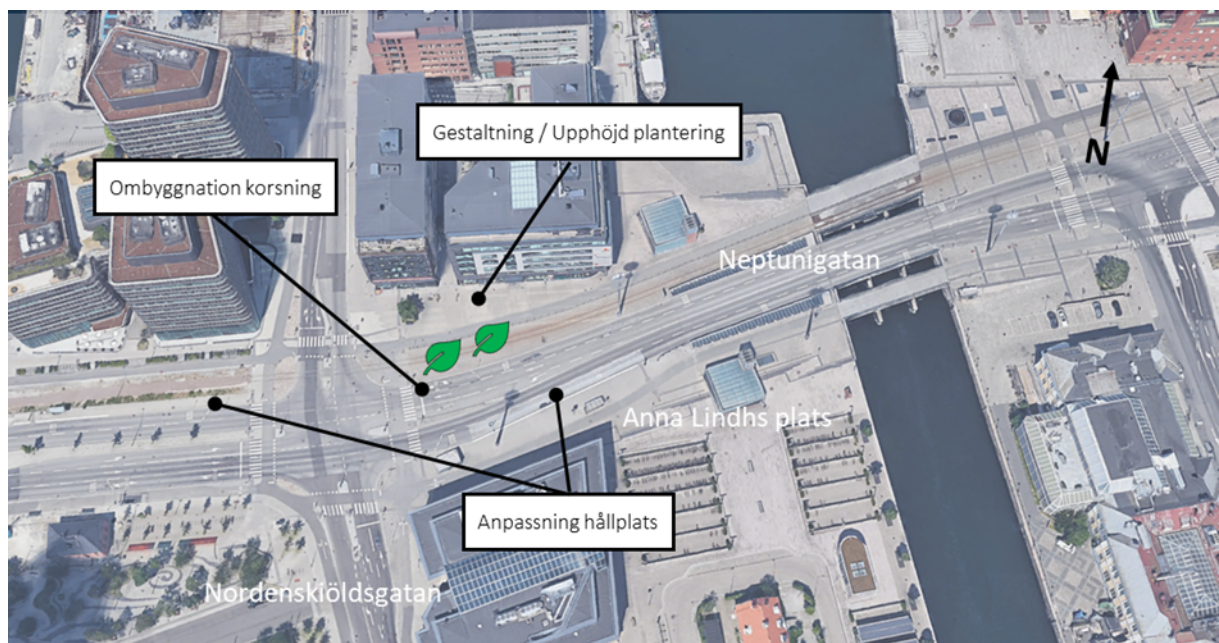 Gestaltning / Upphöjd plantering
Ombyggnation korsning
N
Neptunigatan
Anna Lindhs plats
Anpassning hållplats
Nordenskiöldsgatan